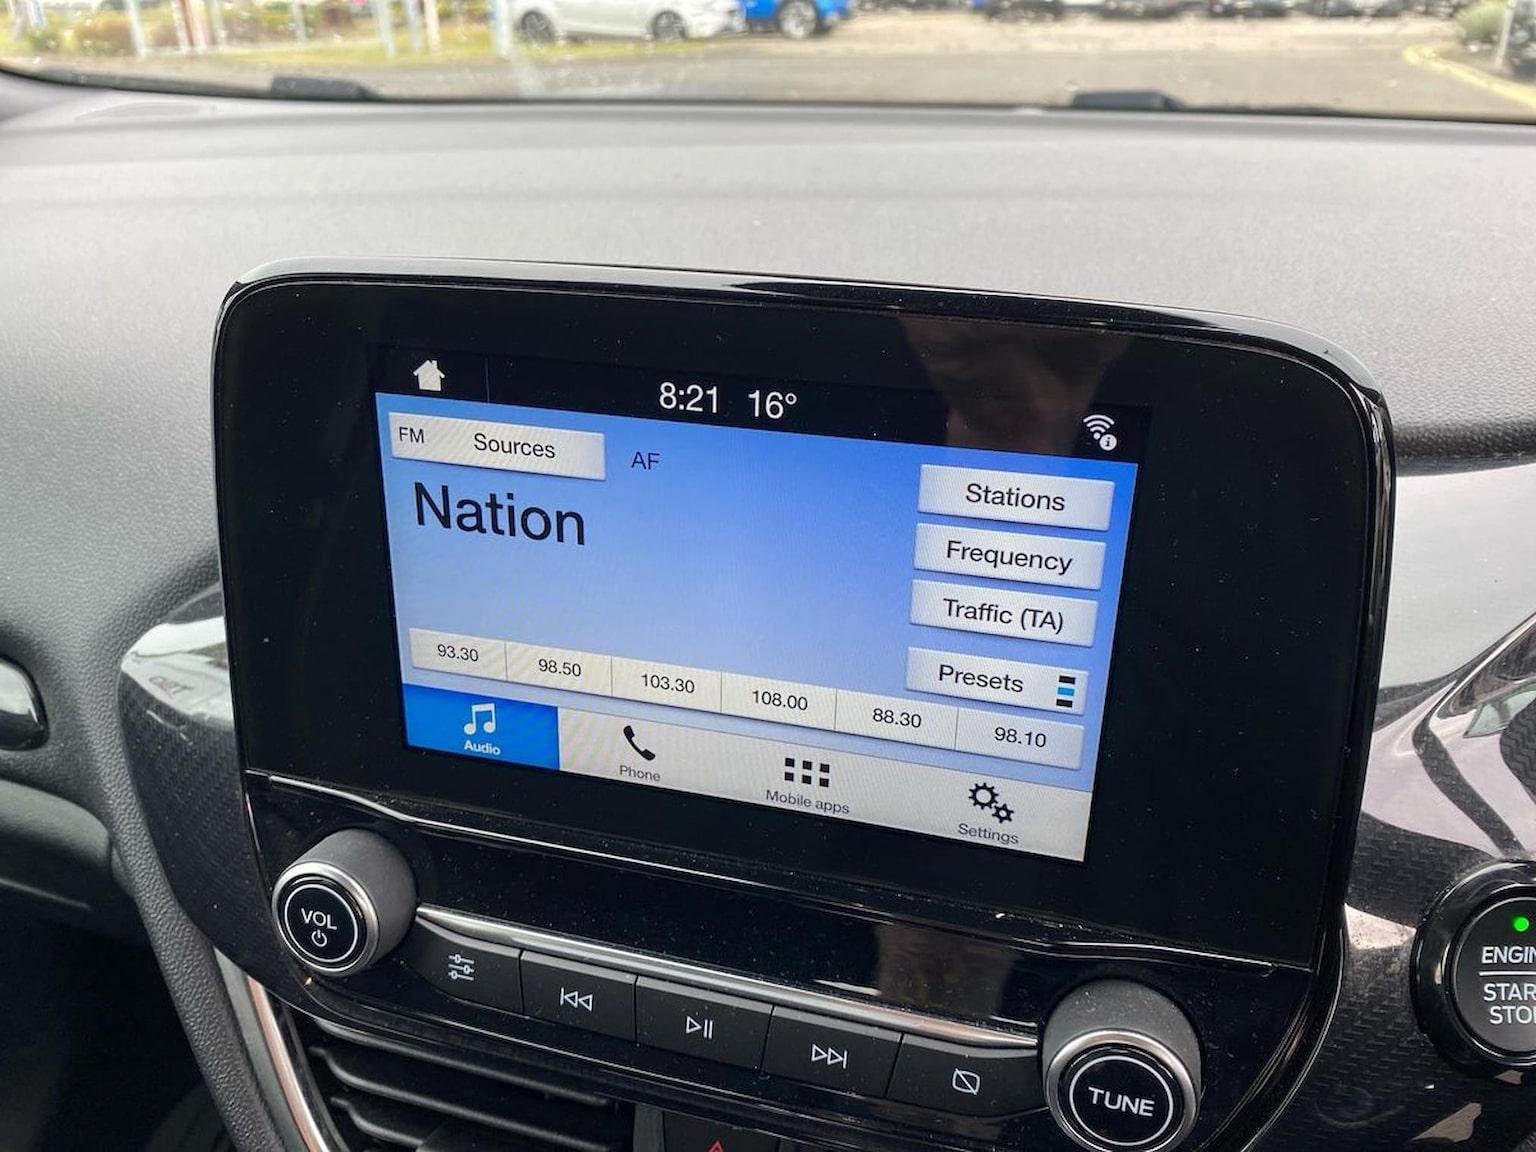 8:21 16°
FM Sources AF
Nation
Stations
Frequency
Traffic (TA)
Presets
93.30 98.50 103.30 108.00 88.30 98.10
Audio Phone Mobile apps Settings
VOL
TUNE
ENGIN
STAR
STO